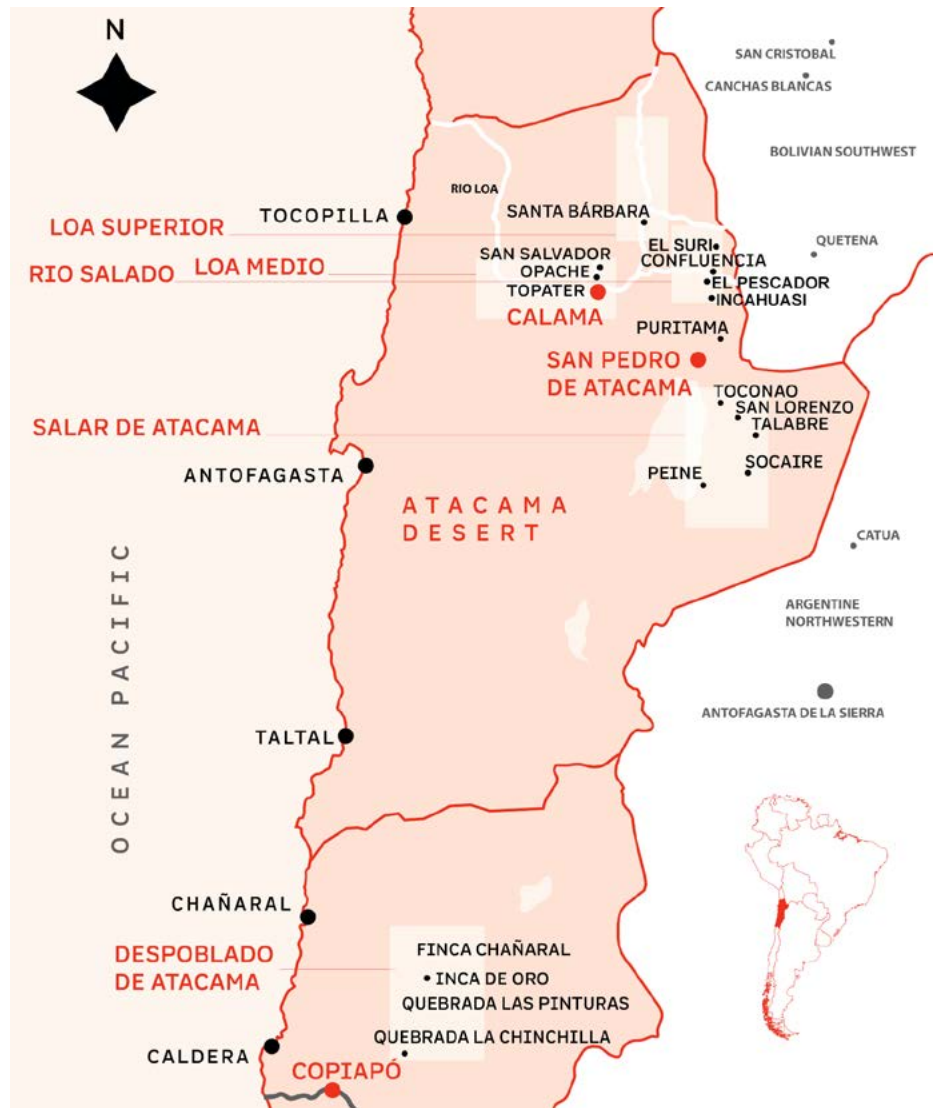 N
SAN CRISTOBAL
CANCHAS BLANCAS
BOLIVIAN SOUTHWEST
RIO LOA
TOCOPILLA
SANTA BÁRBARA
LOA SUPERIOR
QUETENA
EL SURI
SAN SALVADOR
CONFLUENCIA
RIO SALADO
LOA MEDIO
OPACHE
EL PESCADOR
TOPATER
INCAHUASI
CALAMA
PURITAMA
SAN PEDRO
DE ATACAMA
TOCONAO
SAN LORENZO
TALABRE
SALAR DE ATACAMA
SOCAIRE
PEINE
ANTOFAGASTA
ATACAMA
DESERT
CATUA
OCEAN PACIFIC
ARGENTINE
NORTHWESTERN
ANTOFAGASTA DE LA SIERRA
TALTAL
CHAÑARAL
DESPOBLADO
DE ATACAMA
FINCA CHAÑARAL
INCA DE ORO
QUEBRADA LAS PINTURAS
QUEBRADA LA CHINCHILLA
CALDERA
COPIAPÓ